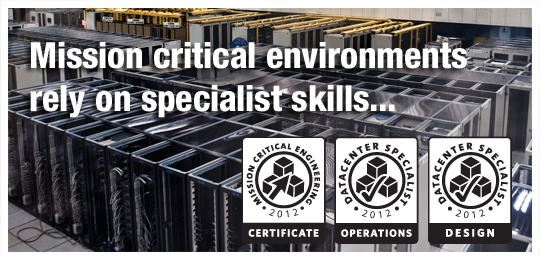 Mission critical environments
rely on specialist skills...
MISSION CRITICAL ENGINEERING
2012
CERTIFICATE
DATACENTER SPECIALIST
2012
OPERATIONS
DATACENTER SPECIALIST
2012
DESIGN